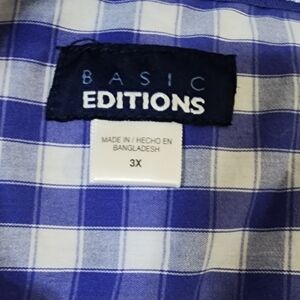 BASIC
EDITIONS
MADE IN / HECHO EN
BANGLADESH
3X